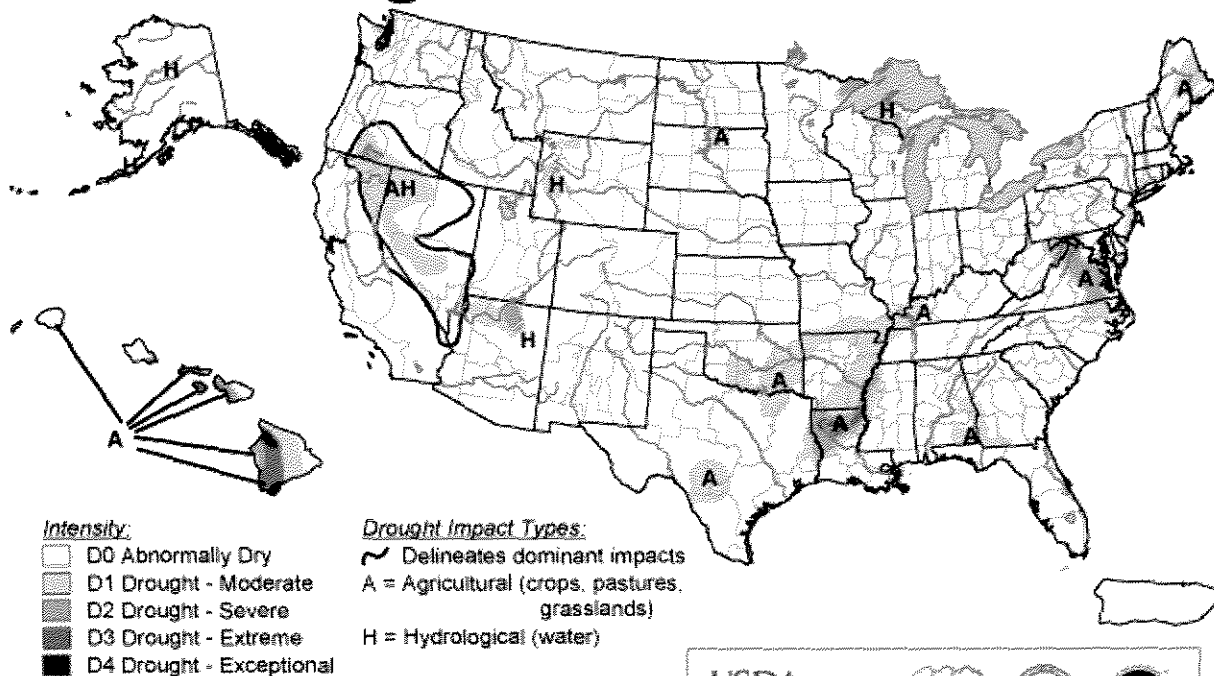 H
H
H
A
A
AH
H
A
A
A
H
A
A
A
A
A
A
Intensity:
D0 Abnormally Dry
D1 Drought - Moderate
D2 Drought - Severe
D3 Drought - Extreme
D4 Drought - Exceptional
Drought Impact Types:
Delineates dominant impacts
A = Agricultural (crops, pastures,
grasslands)
H = Hydrological (water)
USDA